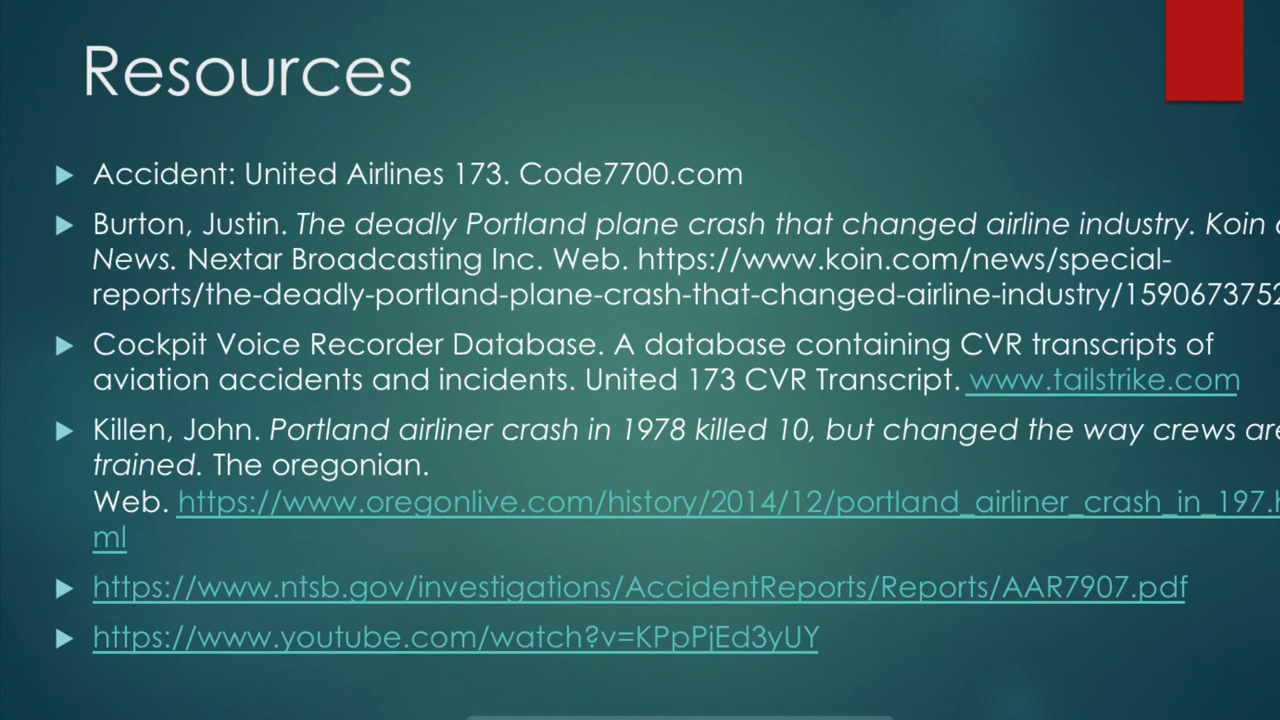 Resources
Accident: United Airlines 173. Code7700.com
Burton, Justin. The deadly Portland plane crash that changed airline industry. Koin
News. Nextar Broadcasting Inc. Web. https://www.koin.com/news/special-
reports/the-deadly-portland-plane-crash-that-changed-airline-industry/1590673752
Cockpit Voice Recorder Database. A database containing CVR transcripts of
aviation accidents and incidents. United 173 CVR Transcript. www.tailstrike.com
Killen, John. Portland airliner crash in 1978 killed 10, but changed the way crews are
trained. The oregonian.
Web. https://www.oregonlive.com/history/2014/12/portland_airliner_crash_in_197.h
ml
https://www.ntsb.gov/investigations/AccidentReports/Reports/AAR7907.pdf
https://www.youtube.com/watch?v=KPpPjEd3yUY